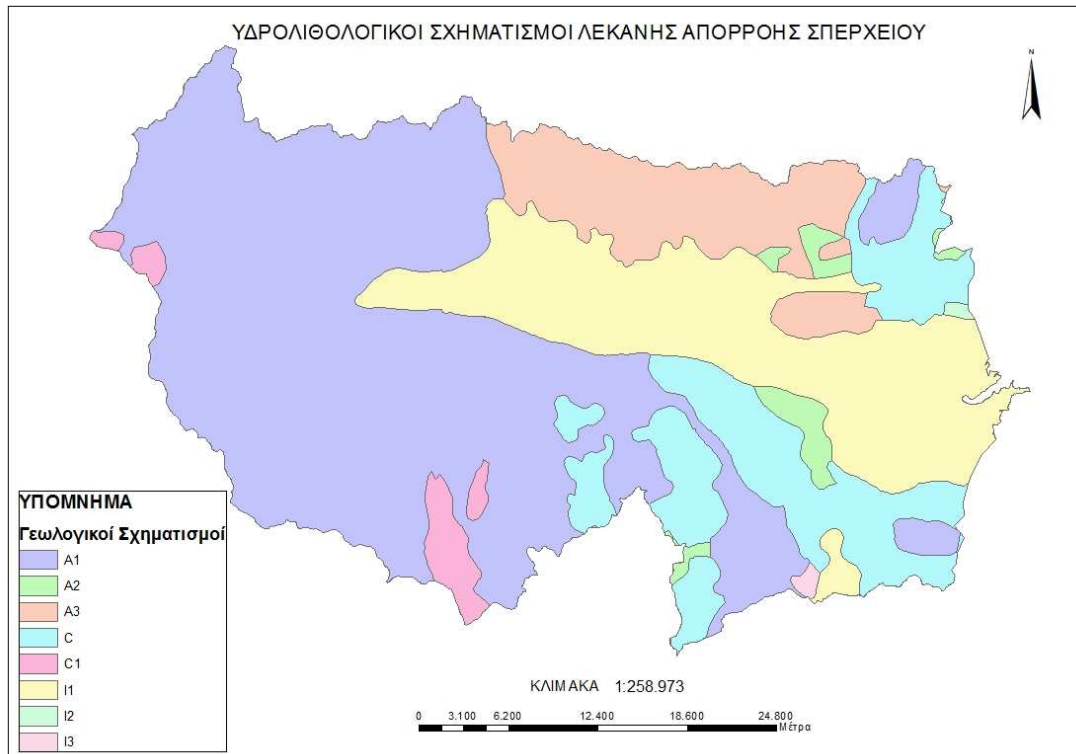 ΥΔΡΟΛΙΘΟΛΟΓΙΚΟΙ ΣΧΗΜΑΤΙΣΜΟΙ ΛΕΚΑΝΗΣ ΑΠΟΡΡΟΗΣ ΣΠΕΡΧΕΙΟΥ
N
ΥΠΟΜΝΗΜΑ
Γεωλογικοί Σχηματισμοί
A1
A2
A3
C
C1
I1
I2
I3
ΚΛΙΜΑΚΑ 1:258.973
0 3.100 6.200 12.400 18.600 24.800
Μέτρα